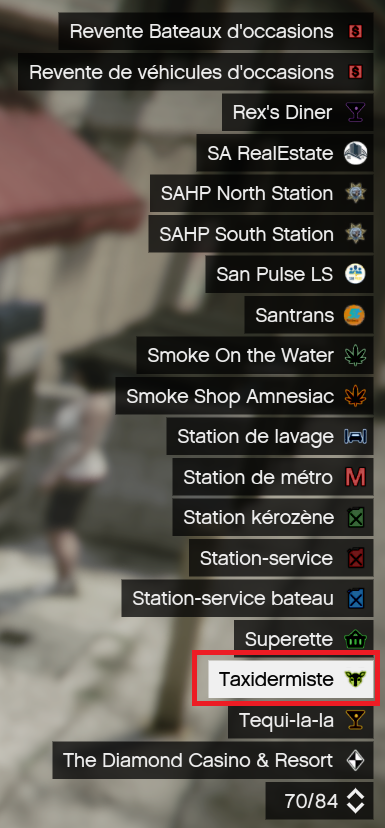 Revente Bateaux d'occasions
Revente de véhicules d'occasions
Rex's Diner
SA RealEstate
SAHP North Station
SAHP South Station
San Pulse LS
Santrans
Smoke On the Water
Smoke Shop Amnesiac
Station de lavage
Station de métro M
Station kérozène
Station-service
Station-service bateau
Superette
Taxidermiste
Tequi-la-la
The Diamond Casino & Resort
70/84